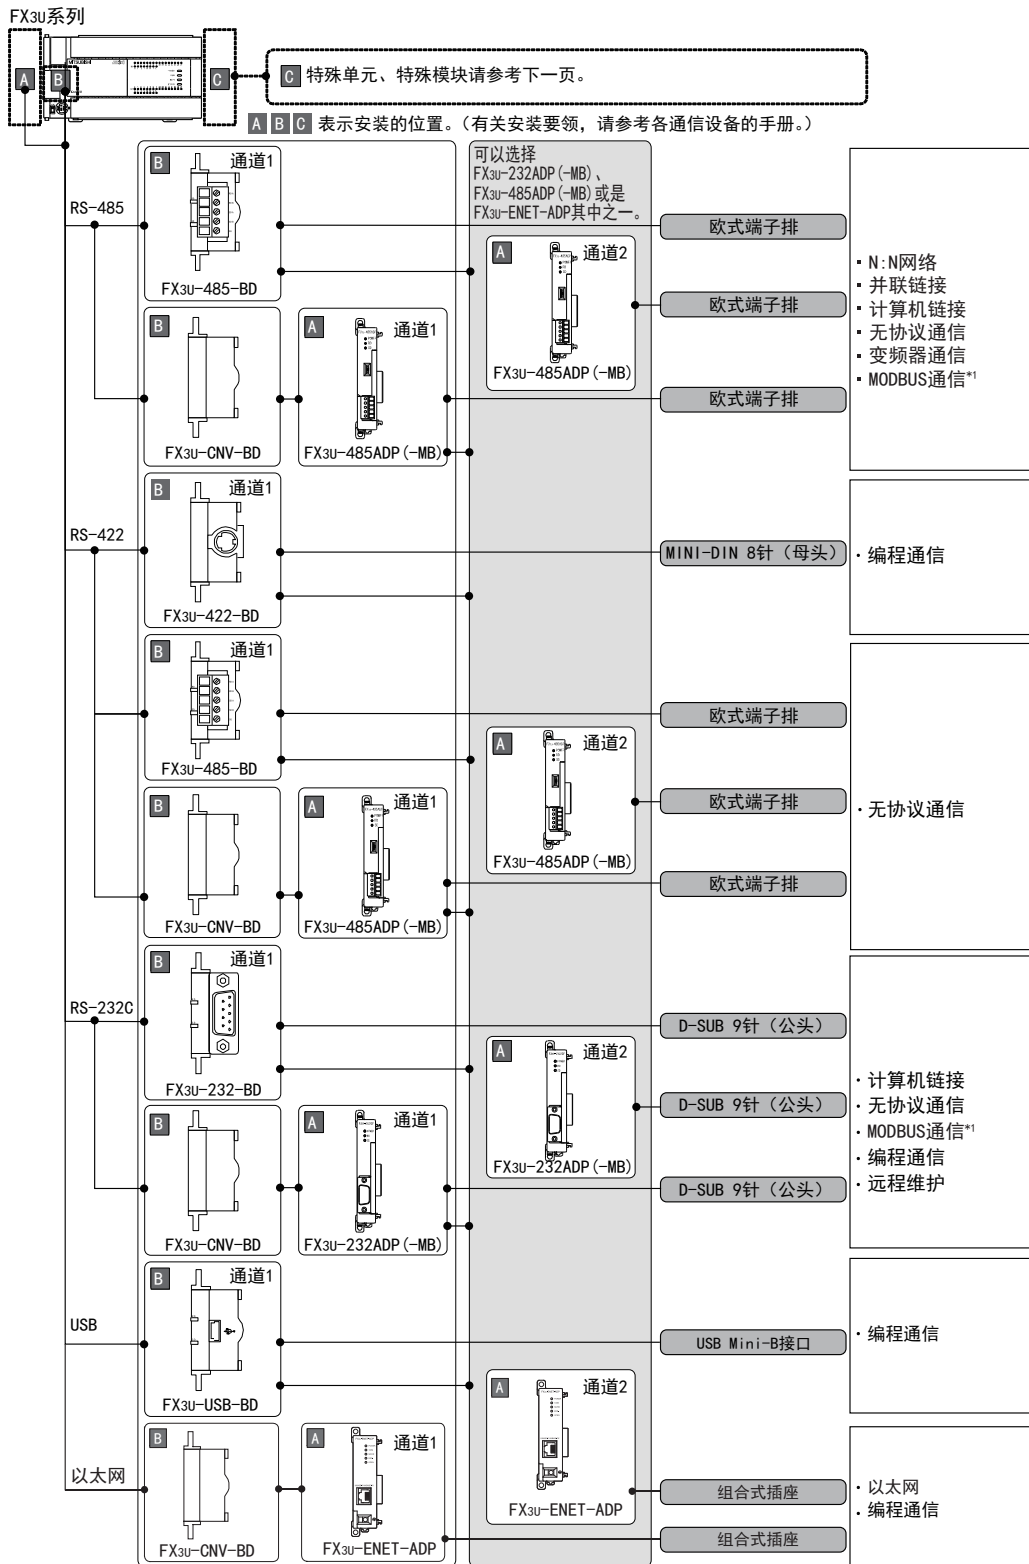 FX3U系列
A
B
C
C 特殊单元、特殊模块请参考下一页。
A B C 表示安装的位置。（有关安装要领，请参考各通信设备的手册。）
可以选择
FX3U-232ADP(-MB)、
FX3U-485ADP(-MB)或是
FX3U-ENET-ADP其中之一。
RS-485
B 通道1
FX3U-485-BD
欧式端子排
A 通道2
FX3U-485ADP(-MB)
欧式端子排
B
FX3U-CNV-BD
A 通道1
FX3U-485ADP(-MB)
欧式端子排
· N:N网络
· 并联链接
· 计算机链接
· 无协议通信
· 变频器通信
· MODBUS通信*1
RS-422
B 通道1
FX3U-422-BD
MINI-DIN 8针（母头）
· 编程通信
B 通道1
FX3U-485-BD
欧式端子排
A 通道2
FX3U-485ADP(-MB)
欧式端子排
B
FX3U-CNV-BD
A 通道1
FX3U-485ADP(-MB)
欧式端子排
· 无协议通信
RS-232C
B 通道1
FX3U-232-BD
D-SUB 9针（公头）
A 通道2
FX3U-232ADP(-MB)
D-SUB 9针（公头）
B
FX3U-CNV-BD
A 通道1
FX3U-232ADP(-MB)
D-SUB 9针（公头）
· 计算机链接
· 无协议通信
· MODBUS通信*1
· 编程通信
· 远程维护
USB
B 通道1
FX3U-USB-BD
USB Mini-B接口
· 编程通信
以太网
B
FX3U-CNV-BD
A 通道1
FX3U-ENET-ADP
A 通道2
FX3U-ENET-ADP
组合式插座
组合式插座
· 以太网
· 编程通信